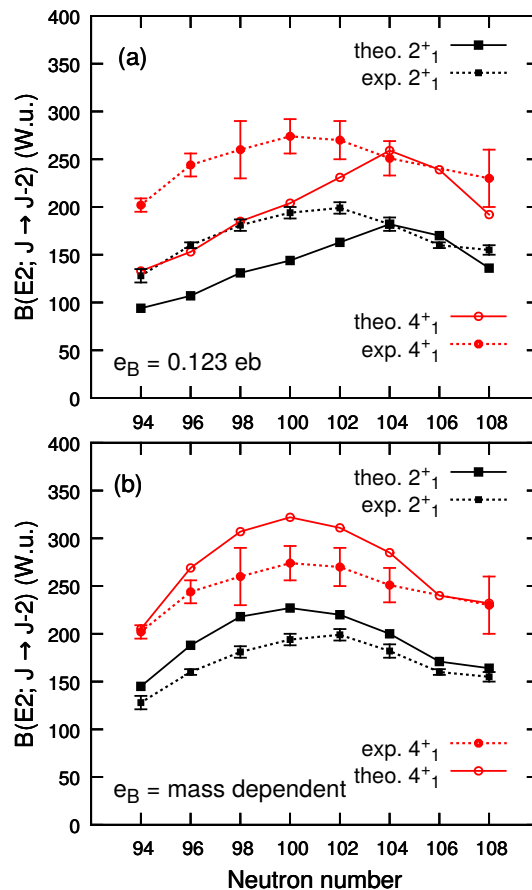 400
350
300
250
200
150
100
50
0
B(E2; J → J-2) (W.u.)
(a)
theo. 2⁺₁
exp. 2⁺₁
theo. 4⁺₁
exp. 4⁺₁
e_B = 0.123 eb
94 96 98 100 102 104 106 108
400
350
300
250
200
150
100
50
0
B(E2; J → J-2) (W.u.)
(b)
theo. 2⁺₁
exp. 2⁺₁
exp. 4⁺₁
theo. 4⁺₁
e_B = mass dependent
94 96 98 100 102 104 106 108
Neutron number